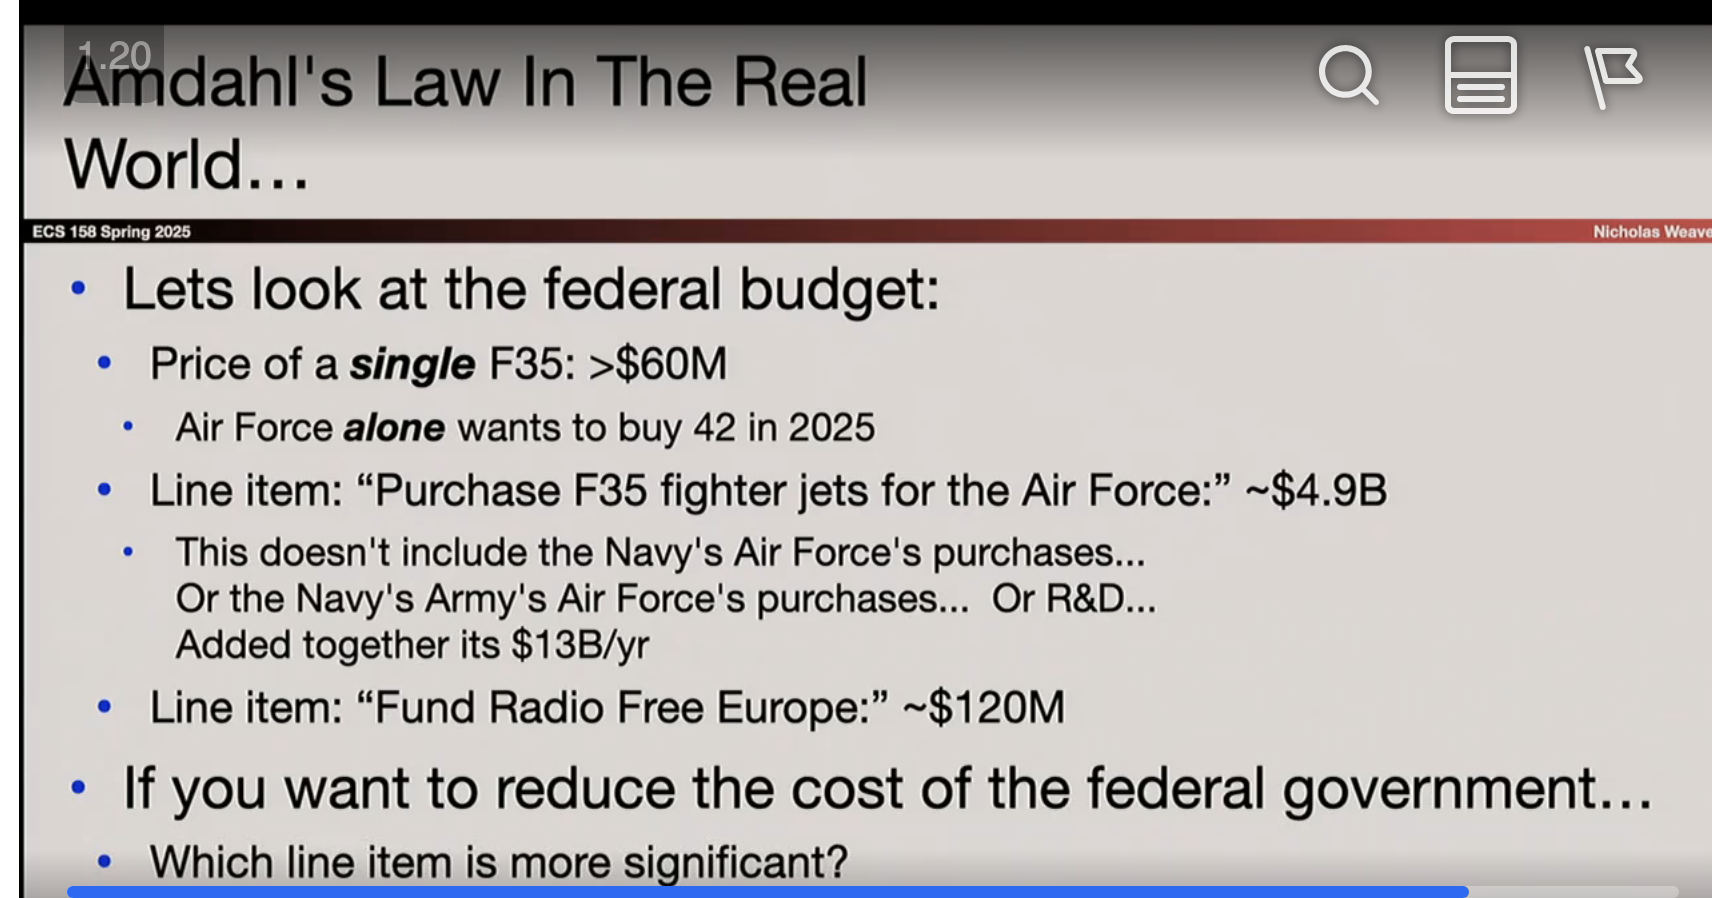 1.20
Amdahl's Law In The Real
World...
ECS 158 Spring 2025
Nicholas Weave
• Lets look at the federal budget:
• Price of a single F35: >$60M
• Air Force alone wants to buy 42 in 2025
• Line item: “Purchase F35 fighter jets for the Air Force:” ~$4.9B
• This doesn't include the Navy's Air Force's purchases...
Or the Navy's Army's Air Force's purchases... Or R&D...
Added together its $13B/yr
• Line item: “Fund Radio Free Europe:” ~$120M
• If you want to reduce the cost of the federal government...
• Which line item is more significant?